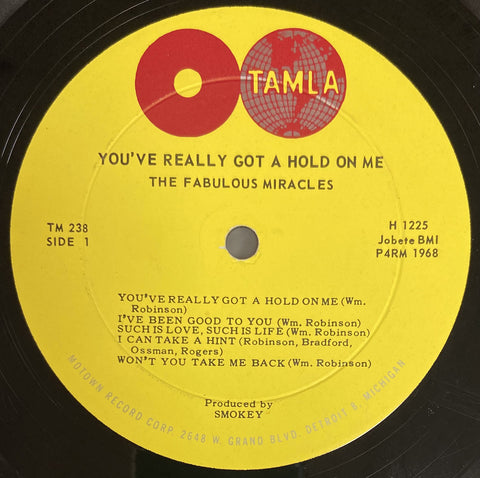 TAMLA
YOU'VE REALLY GOT A HOLD ON ME
THE FABULOUS MIRACLES
TM 238
SIDE 1
H 1225
Jobete BMI
P4RM 1968
YOU'VE REALLY GOT A HOLD ON ME (Wm.
Robinson)
I'VE BEEN GOOD TO YOU (Wm. Robinson)
SUCH IS LOVE, SUCH IS LIFE (Wm. Robinson)
I CAN TAKE A HINT (Robinson, Bradford,
Ossman, Rogers)
WON'T YOU TAKE ME BACK (Wm. Robinson)
Produced by
SMOKEY
MOTOWN RECORD CORP. 2648 W. GRAND BLVD. DETROIT 8, MICHIGAN